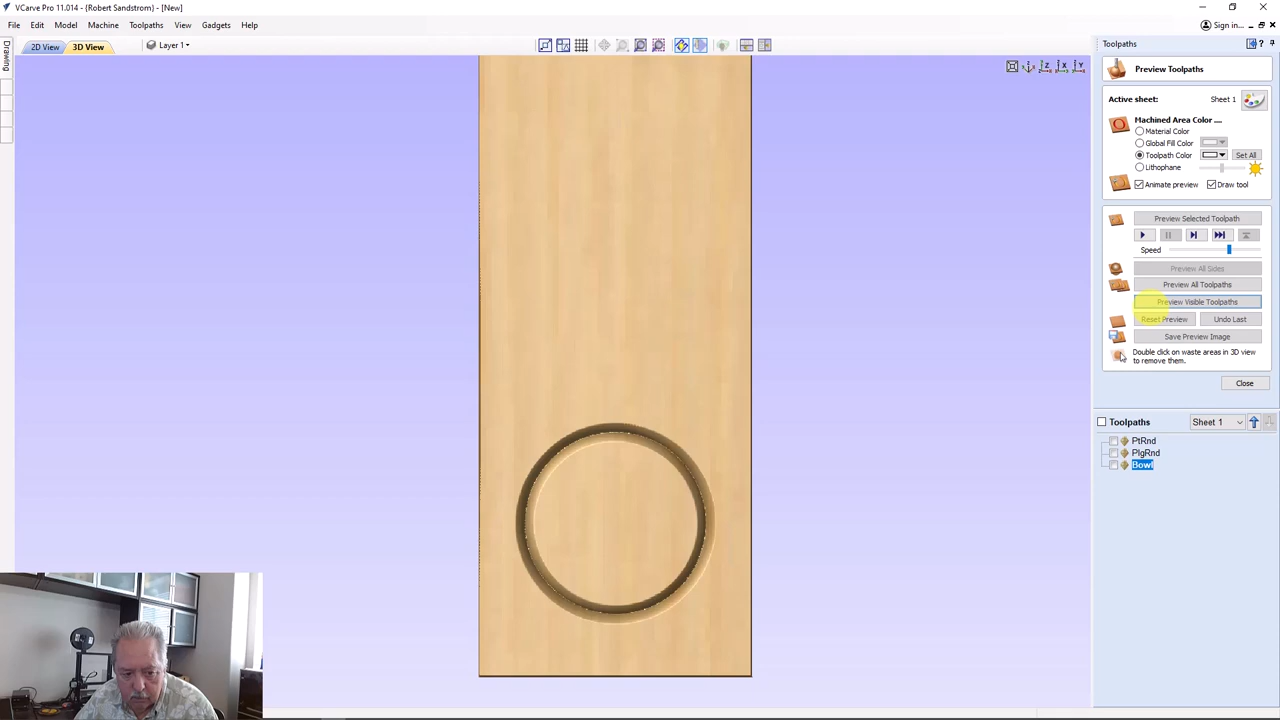 VCarve Pro 11.014 - {Robert Sandstrom} - [New]
File Edit Model Machine Toolpaths View Gadgets Help
Sign in...
Drawing
2D View 3D View Layer 1
Toolpaths
Preview Toolpaths
Active sheet: Sheet 1
Machined Area Color ....
Material Color
Global Fill Color
Toolpath Color Set All
Lithophane
Animate preview Draw tool
Preview Selected Toolpath
Speed
Preview All Sides
Preview All Toolpaths
Preview Visible Toolpaths
Reset Preview Undo Last
Save Preview Image
Double click on waste areas in 3D view
to remove them.
Close
Toolpaths Sheet 1
PtRnd
PlgRnd
Bowl